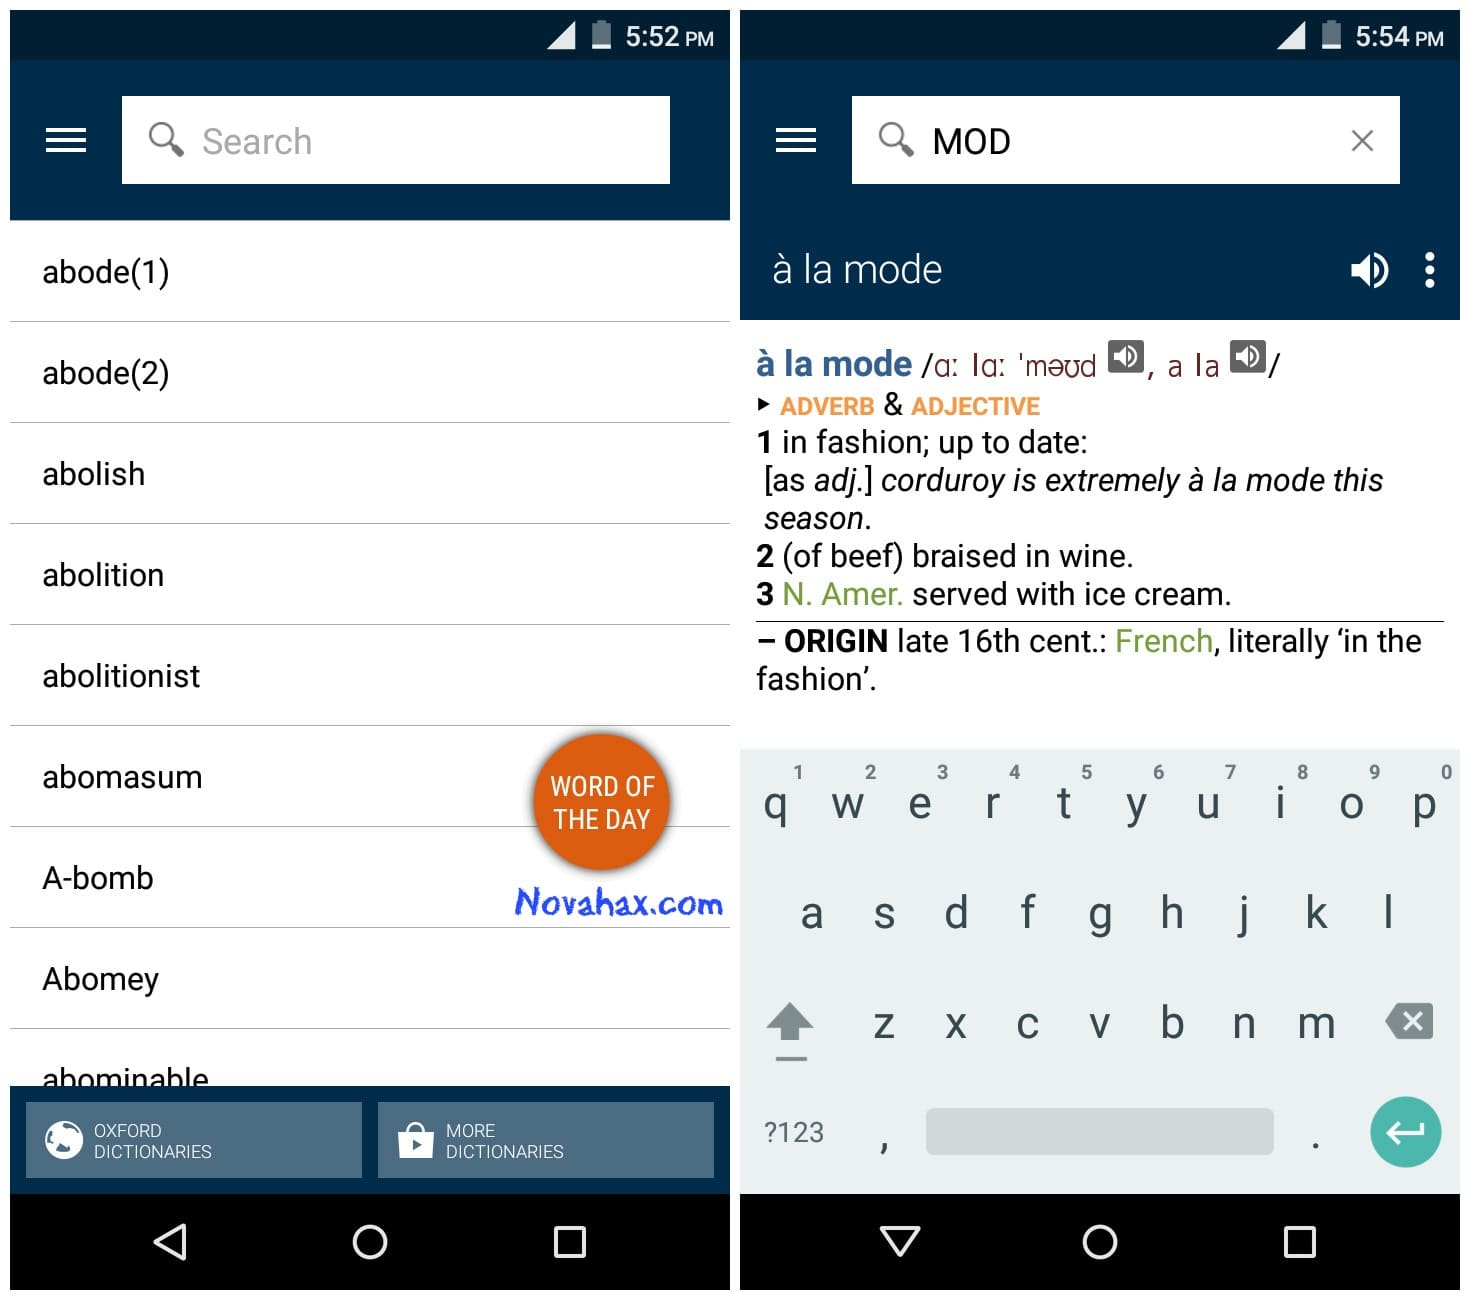 5:52 PM
Search
abode(1)
abode(2)
abolish
abolition
abolitionist
abomasum
WORD OF
THE DAY
A-bomb
Novahax.com
Abomey
abominable
OXFORD
DICTIONARIES
MORE
DICTIONARIES
5:54 PM
MOD
à la mode
à la mode /ɑː lɑː ˈməʊd , a la /
▸ ADVERB & ADJECTIVE
1 in fashion; up to date:
[as adj.] corduroy is extremely à la mode this
season.
2 (of beef) braised in wine.
3 N. Amer. served with ice cream.
– ORIGIN late 16th cent.: French, literally ‘in the
fashion’.
1 2 3 4 5 6 7 8 9 0
q w e r t y u i o p
a s d f g h j k l
z x c v b n m
?123 , .